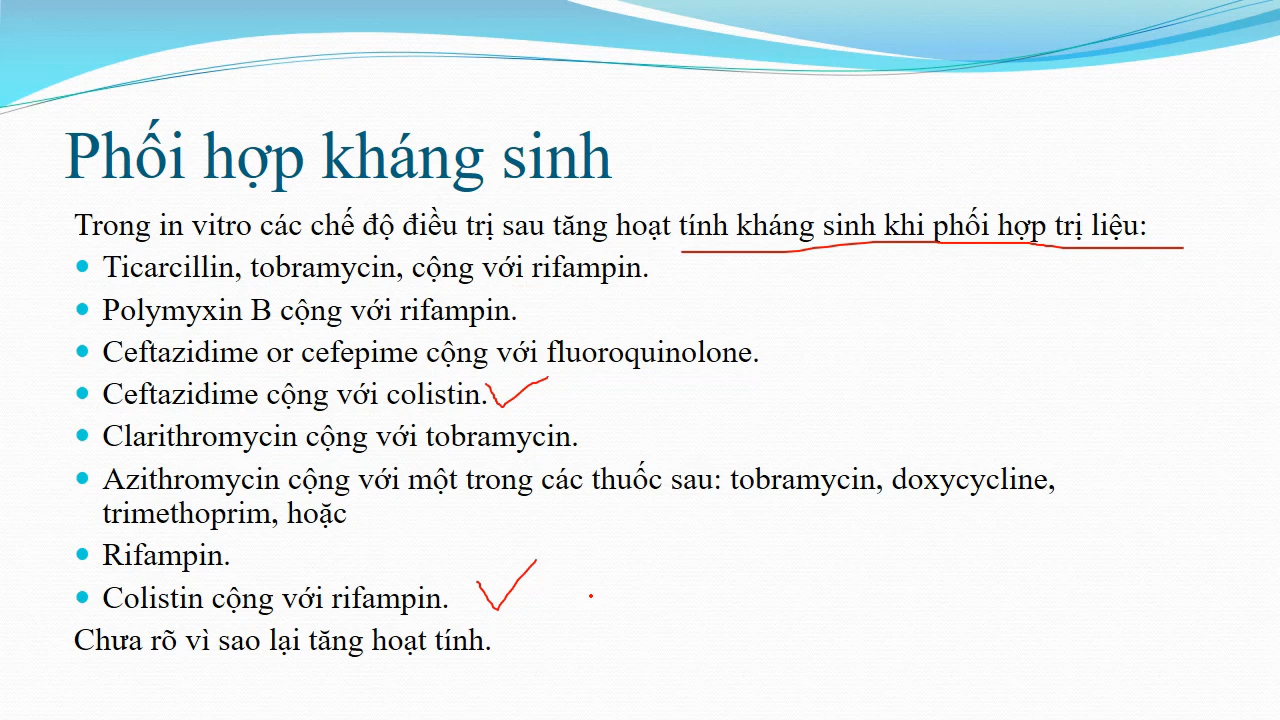 Phối hợp kháng sinh
Trong in vitro các chế độ điều trị sau tăng hoạt tính kháng sinh khi phối hợp trị liệu:
Ticarcillin, tobramycin, cộng với rifampin.
Polymyxin B cộng với rifampin.
Ceftazidime or cefepime cộng với fluoroquinolone.
Ceftazidime cộng với colistin.
Clarithromycin cộng với tobramycin.
Azithromycin cộng với một trong các thuốc sau: tobramycin, doxycycline,
trimethoprim, hoặc
Rifampin.
Colistin cộng với rifampin.
Chưa rõ vì sao lại tăng hoạt tính.